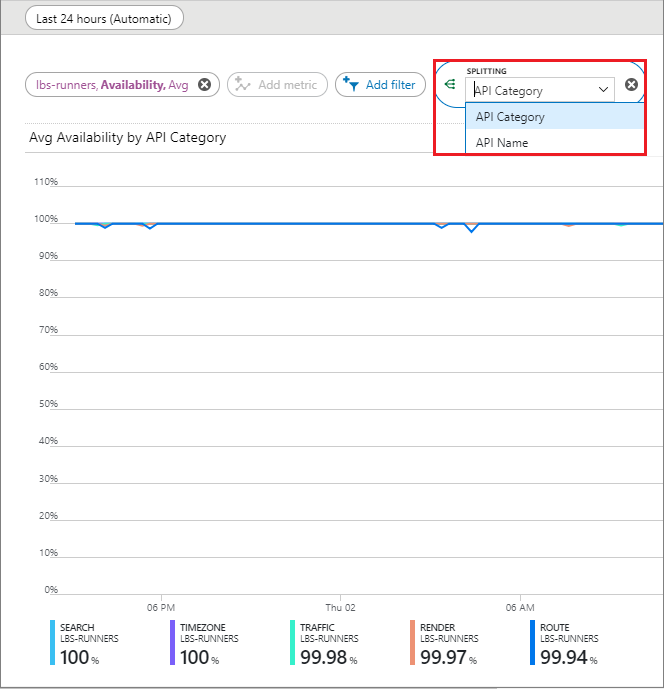 Last 24 hours (Automatic)
lbs-runners, Availability, Avg
Add metric
Add filter
SPLITTING
API Category
API Category
API Name
Avg Availability by API Category
110%
100%
90%
80%
70%
60%
50%
40%
30%
20%
10%
0%
06 PM Thu 02 06 AM
SEARCH TIMEZONE TRAFFIC RENDER ROUTE
LBS-RUNNERS LBS-RUNNERS LBS-RUNNERS LBS-RUNNERS LBS-RUNNERS
100 % 100 % 99.98 % 99.97 % 99.94 %